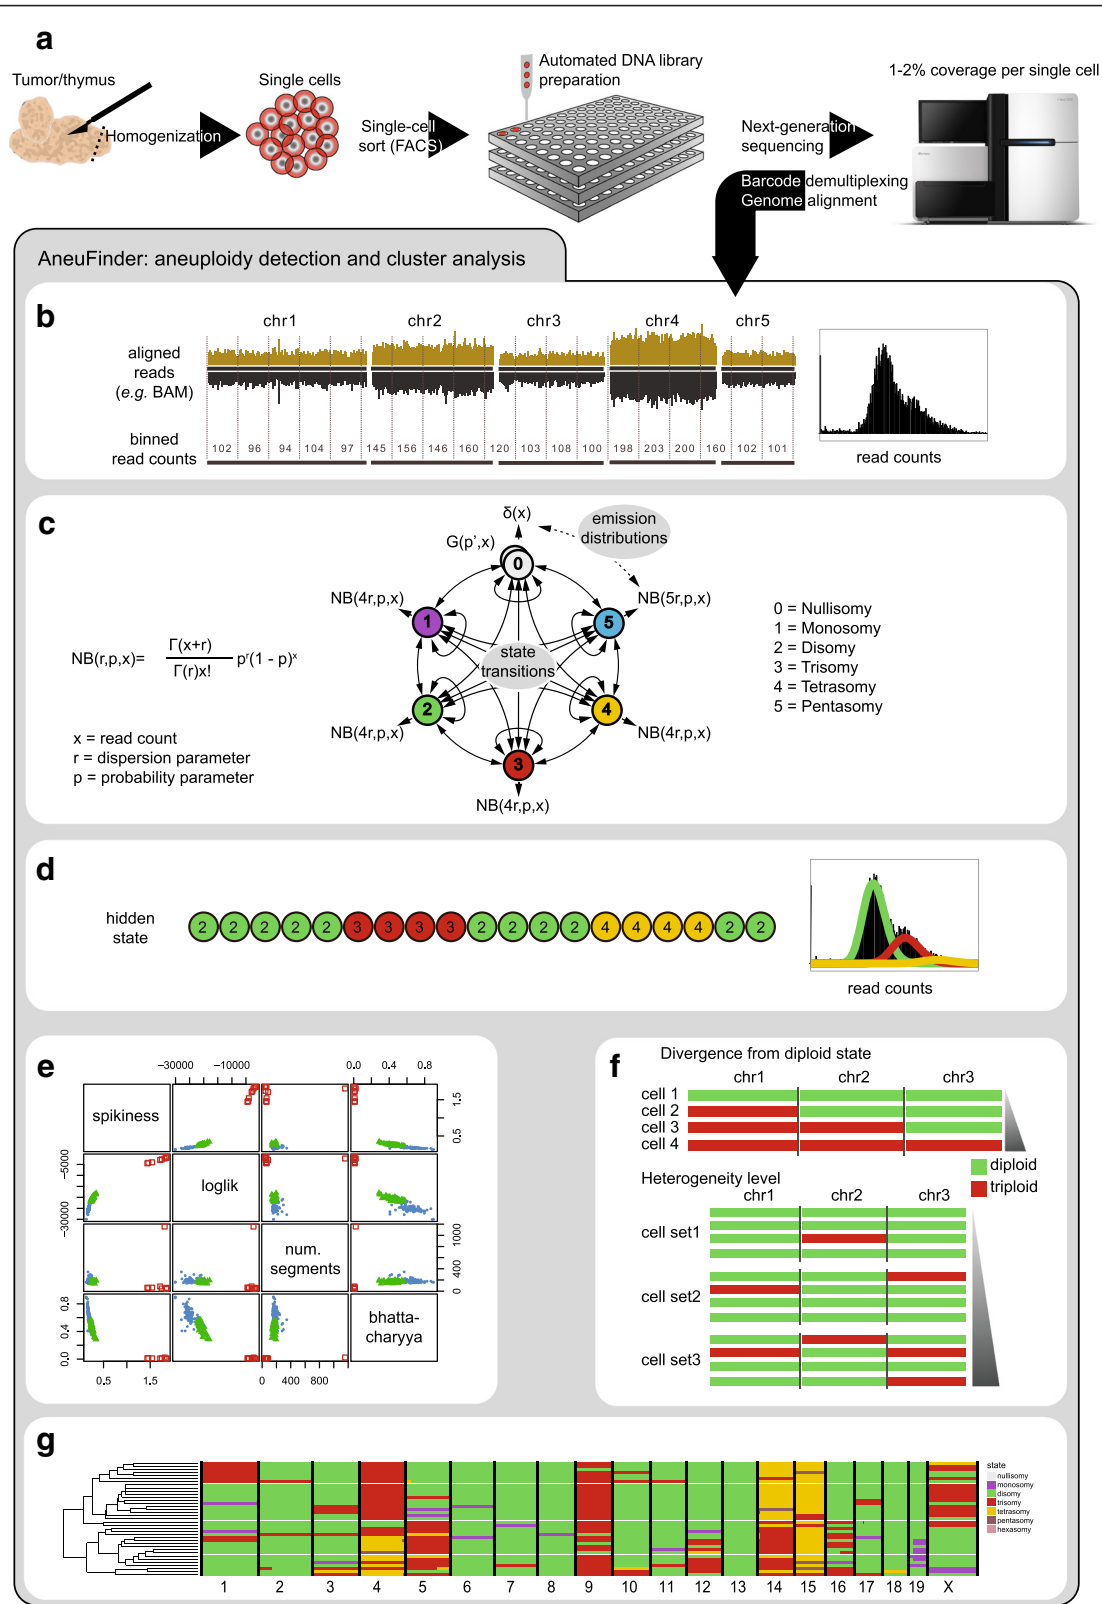 a
Tumor/thymus
Homogenization
Single cells
Single-cell
sort (FACS)
Automated DNA library
preparation
1-2% coverage per single cell
Next-generation
sequencing
Barcode demultiplexing
Genome alignment
AneuFinder: aneuploidy detection and cluster analysis
b
chr1 chr2 chr3 chr4 chr5
aligned
reads
(e.g. BAM)
binned
read counts
102 96 94 104 97 145 156 146 160 120 103 108 100 198 203 200 160 102 101
read counts
c
δ(x)
G(p',x)
emission
distributions
0
NB(4r,p,x)
NB(5r,p,x)
1
5
state
transitions
2
4
NB(4r,p,x)
NB(4r,p,x)
3
NB(4r,p,x)
NB(r,p,x)= Γ(x+r) / Γ(r)x! pʳ(1 - p)ˣ
x = read count
r = dispersion parameter
p = probability parameter
0 = Nullisomy
1 = Monosomy
2 = Disomy
3 = Trisomy
4 = Tetrasomy
5 = Pentasomy
d
hidden
state
2 2 2 2 2 3 3 3 3 2 2 2 2 4 4 4 4 2 2
read counts
e
−30000 −10000 0.0 0.4 0.8
spikiness
0.5 1.5
loglik
−30000 −5000
num.
segments
0 400 1000
bhatta-
charyya
0.0 0.4 0.8
0.5 1.5 0 400 800
f
Divergence from diploid state
chr1 chr2 chr3
cell 1
cell 2
cell 3
cell 4
diploid
triploid
Heterogeneity level
chr1 chr2 chr3
cell set1
cell set2
cell set3
g
state
nullisomy
monosomy
disomy
trisomy
tetrasomy
pentasomy
hexasomy
1 2 3 4 5 6 7 8 9 10 11 12 13 14 15 16 17 18 19 X